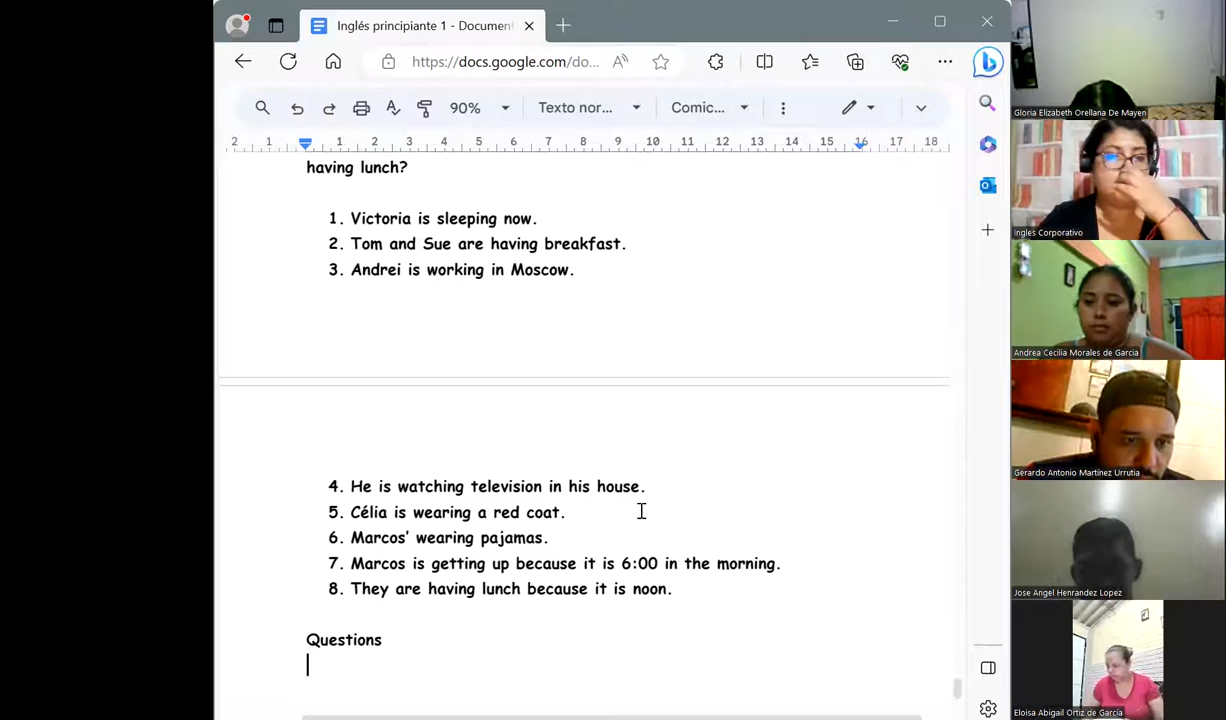 Inglés principiante 1 - Document
https://docs.google.com/do...
90%
Texto nor...
Comic...
2 1 1 2 3 4 5 6 7 8 9 10 11 12 13 14 15 16 17 18
having lunch?
1. Victoria is sleeping now.
2. Tom and Sue are having breakfast.
3. Andrei is working in Moscow.
4. He is watching television in his house.
5. Célia is wearing a red coat.
6. Marcos' wearing pajamas.
7. Marcos is getting up because it is 6:00 in the morning.
8. They are having lunch because it is noon.
Questions
Gloria Elizabeth Orellana De Mayen
Ingles Corporativo
Andrea Cecilia Morales de Garcia
Gerardo Antonio Martínez Urrutia
Jose Angel Henrandez Lopez
Eloisa Abigail Ortiz de García